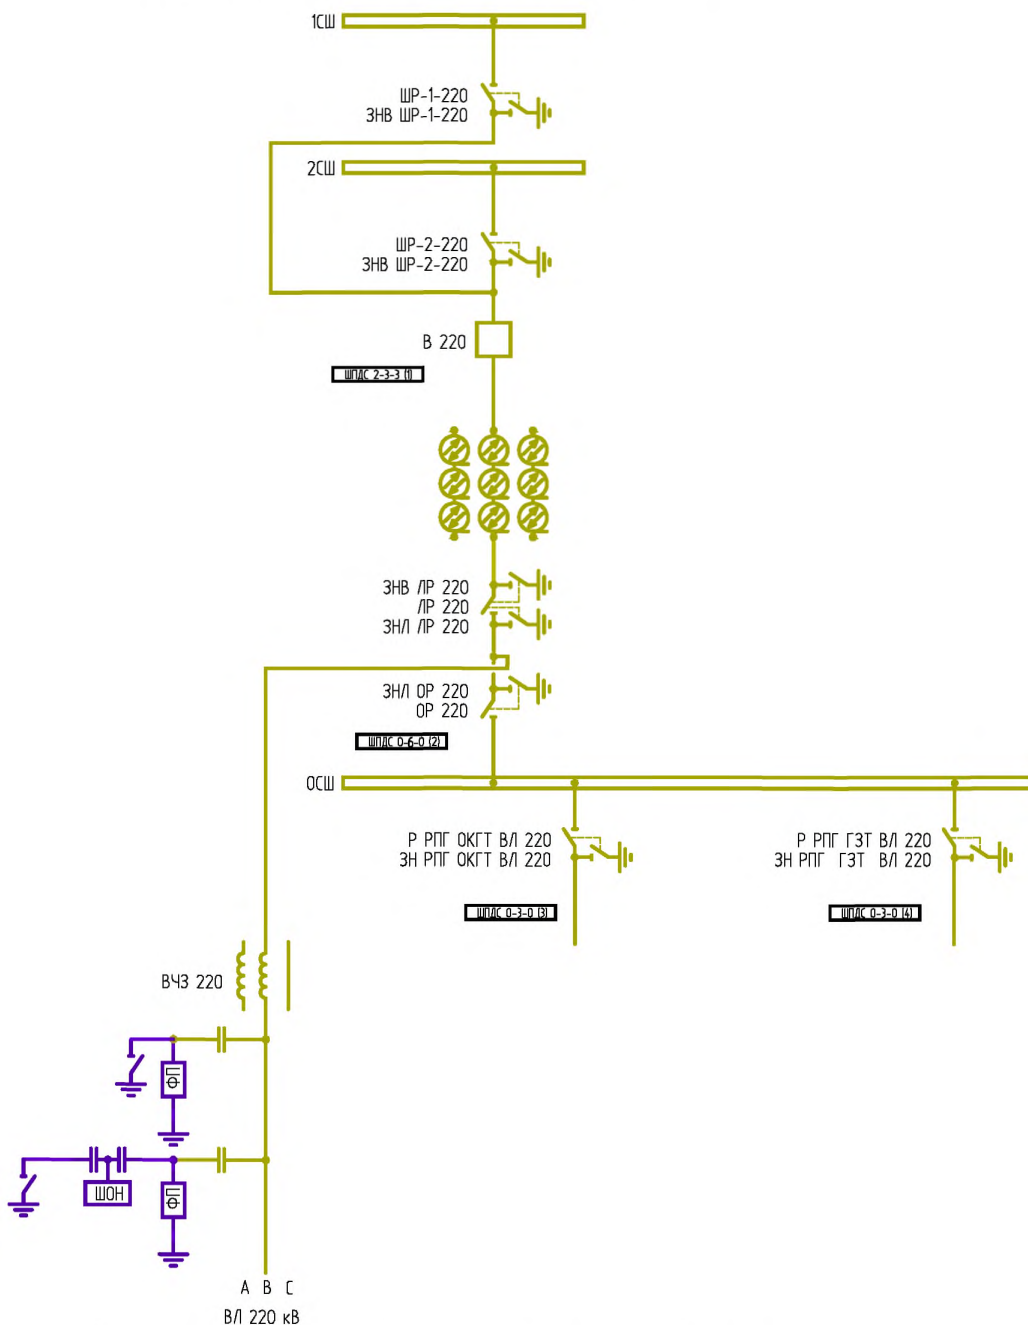 1СШ
ШР-1-220
ЗНВ ШР-1-220
2СШ
ШР-2-220
ЗНВ ШР-2-220
В 220
ШПДС 2-3-3 (1)
ЗНВ ЛР 220
ЛР 220
ЗНЛ ЛР 220
ЗНЛ ОР 220
ОР 220
ШПДС 0-6-0 (2)
ОСШ
Р РПГ ОКГТ ВЛ 220
ЗН РПГ ОКГТ ВЛ 220
Р РПГ ГЗТ ВЛ 220
ЗН РПГ ГЗТ ВЛ 220
ШПДС 0-3-0 (3)
ШПДС 0-3-0 (4)
ВЧЗ 220
ФП
ШОН
ФП
А В С
ВЛ 220 кВ